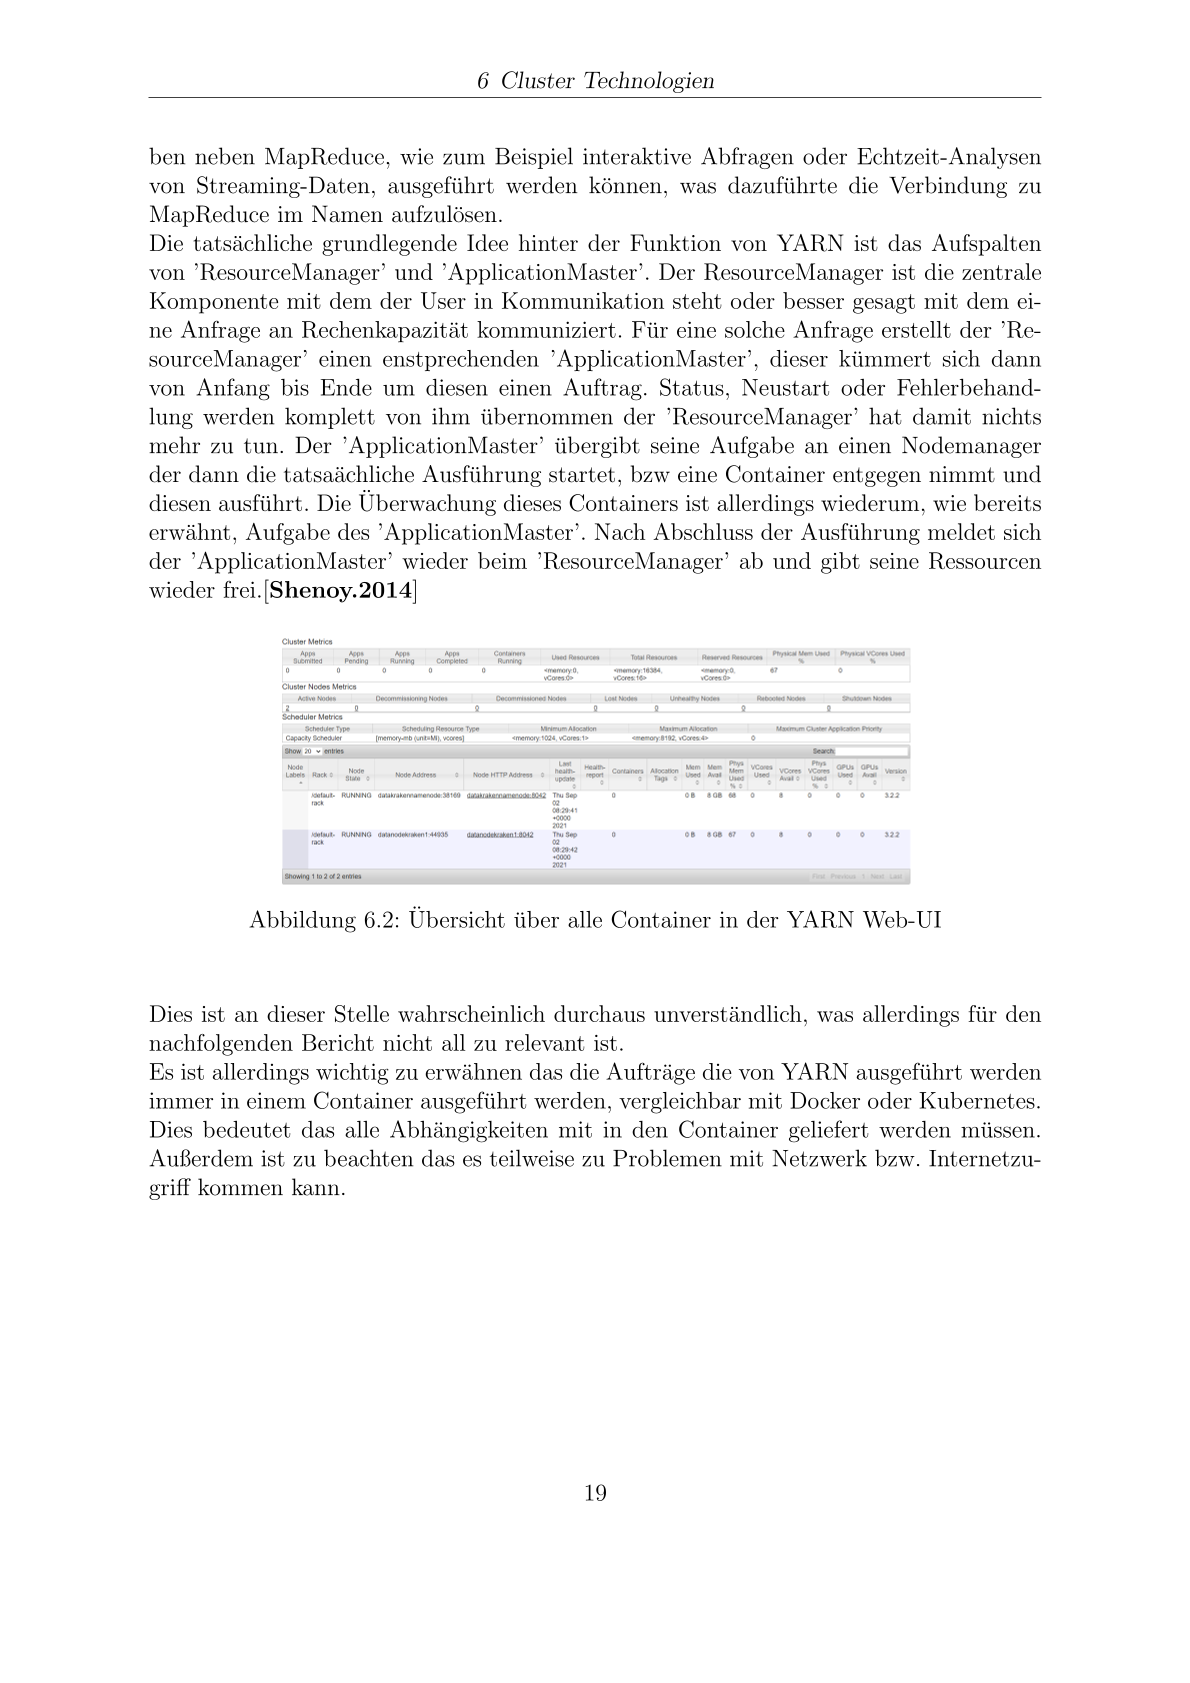 6 Cluster Technologien
ben neben MapReduce, wie zum Beispiel interaktive Abfragen oder Echtzeit-Analysen
von Streaming-Daten, ausgeführt werden können, was dazuführte die Verbindung zu
MapReduce im Namen aufzulösen.
Die tatsächliche grundlegende Idee hinter der Funktion von YARN ist das Aufspalten
von ’ResourceManager’ und ’ApplicationMaster’. Der ResourceManager ist die zentrale
Komponente mit dem der User in Kommunikation steht oder besser gesagt mit dem ei-
ne Anfrage an Rechenkapazität kommuniziert. Für eine solche Anfrage erstellt der ’Re-
sourceManager’ einen enstprechenden ’ApplicationMaster’, dieser kümmert sich dann
von Anfang bis Ende um diesen einen Auftrag. Status, Neustart oder Fehlerbehand-
lung werden komplett von ihm übernommen der ’ResourceManager’ hat damit nichts
mehr zu tun. Der ’ApplicationMaster’ übergibt seine Aufgabe an einen Nodemanager
der dann die tatsaächliche Ausführung startet, bzw eine Container entgegen nimmt und
diesen ausführt. Die Überwachung dieses Containers ist allerdings wiederum, wie bereits
erwähnt, Aufgabe des ’ApplicationMaster’. Nach Abschluss der Ausführung meldet sich
der ’ApplicationMaster’ wieder beim ’ResourceManager’ ab und gibt seine Ressourcen
wieder frei.[Shenoy.2014]
Cluster Metrics
Apps Submitted Apps Pending Apps Running Apps Completed Containers Running Used Resources Total Resources Reserved Resources Physical Mem Used % Physical VCores Used %
0 0 0 0 0 <memory:0, vCores:0> <memory:16384, vCores:16> <memory:0, vCores:0> 67 0
Cluster Nodes Metrics
Active Nodes Decommissioning Nodes Decommissioned Nodes Lost Nodes Unhealthy Nodes Rebooted Nodes Shutdown Nodes
2 0 0 0 0 0 0
Scheduler Metrics
Scheduler Type Scheduling Resource Type Minimum Allocation Maximum Allocation Maximum Cluster Application Priority
Capacity Scheduler [memory-mb (unit=Mi), vcores] <memory:1024, vCores:1> <memory:8192, vCores:4> 0
Show 20 entries Search:
Node Labels Rack Node State Node Address Node HTTP Address Last health-update Health-report Containers Allocation Tags Mem Used Mem Avail Phys Mem Used % VCores Used VCores Avail Phys VCores Used % GPUs Used GPUs Avail Version
/default-rack RUNNING datakrakennamenode:38169 datakrakennamenode:8042 Thu Sep 02 08:29:41 +0000 2021 0 0 B 8 GB 68 0 8 0 0 0 3.2.2
/default-rack RUNNING datanodekraken1:44935 datanodekraken1:8042 Thu Sep 02 08:29:42 +0000 2021 0 0 B 8 GB 67 0 8 0 0 0 3.2.2
Showing 1 to 2 of 2 entries First Previous 1 Next Last
Abbildung 6.2: Übersicht über alle Container in der YARN Web-UI
Dies ist an dieser Stelle wahrscheinlich durchaus unverständlich, was allerdings für den
nachfolgenden Bericht nicht all zu relevant ist.
Es ist allerdings wichtig zu erwähnen das die Aufträge die von YARN ausgeführt werden
immer in einem Container ausgeführt werden, vergleichbar mit Docker oder Kubernetes.
Dies bedeutet das alle Abhängigkeiten mit in den Container geliefert werden müssen.
Außerdem ist zu beachten das es teilweise zu Problemen mit Netzwerk bzw. Internetzu-
griff kommen kann.
19